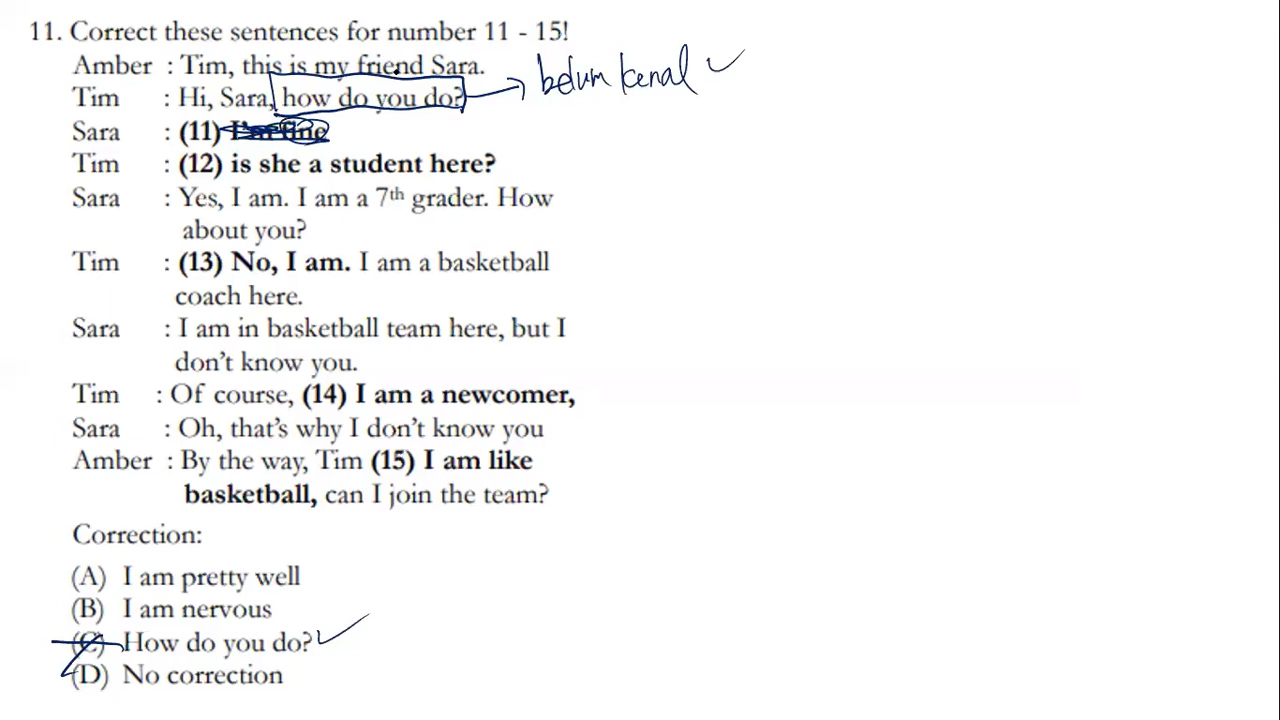 11. Correct these sentences for number 11 - 15!
Amber : Tim, this is my friend Sara.
Tim : Hi, Sara, how do you do? belum kenal
Sara : (11) I'm fine
Tim : (12) is she a student here?
Sara : Yes, I am. I am a 7th grader. How
about you?
Tim : (13) No, I am. I am a basketball
coach here.
Sara : I am in basketball team here, but I
don't know you.
Tim : Of course, (14) I am a newcomer,
Sara : Oh, that's why I don't know you
Amber : By the way, Tim (15) I am like
basketball, can I join the team?
Correction:
(A) I am pretty well
(B) I am nervous
(C) How do you do?
(D) No correction